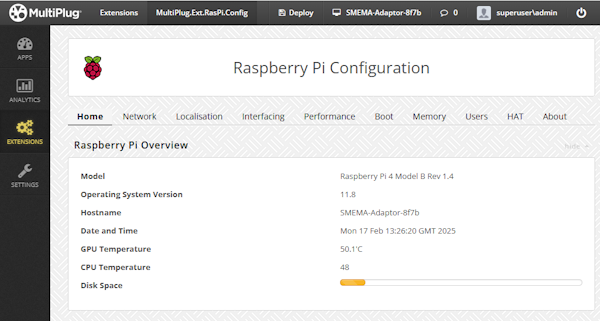 MultiPlug® Extensions MultiPlug.Ext.RasPi.Config Deploy SMEMA-Adaptor-8f7b 0 superuser\admin
APPS
ANALYTICS
EXTENSIONS
SETTINGS
Raspberry Pi Configuration
Home Network Localisation Interfacing Performance Boot Memory Users HAT About
Raspberry Pi Overview hide
Model Raspberry Pi 4 Model B Rev 1.4
Operating System Version 11.8
Hostname SMEMA-Adaptor-8f7b
Date and Time Mon 17 Feb 13:26:20 GMT 2025
GPU Temperature 50.1'C
CPU Temperature 48
Disk Space